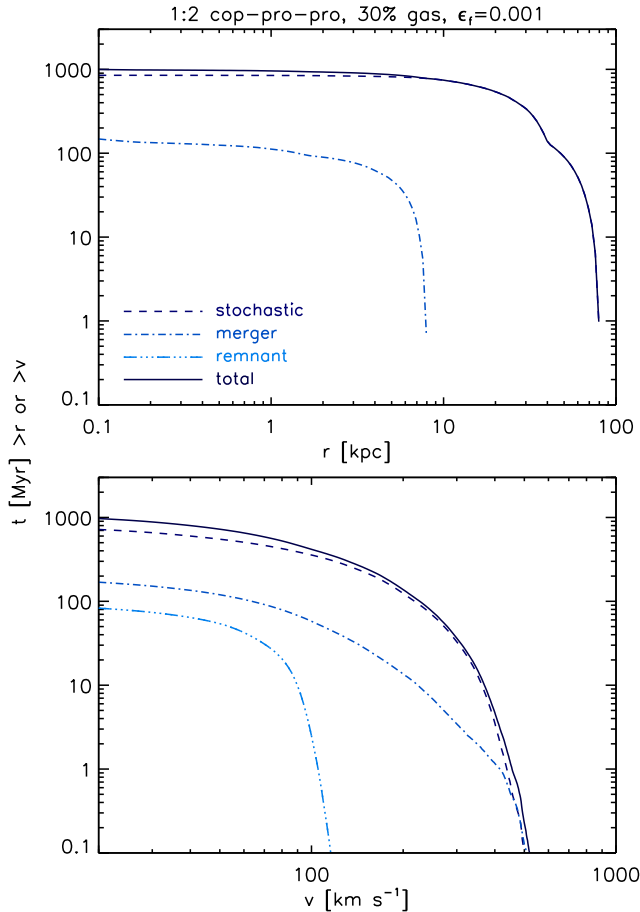 1:2 cop-pro-pro, 30% gas, ϵf=0.001
1000
100
10
1
0.1
stochastic
merger
remnant
total
0.1 1 10 100
r [kpc]
t [Myr] >r or >v
1000
100
10
1
0.1
100 1000
v [km s⁻¹]